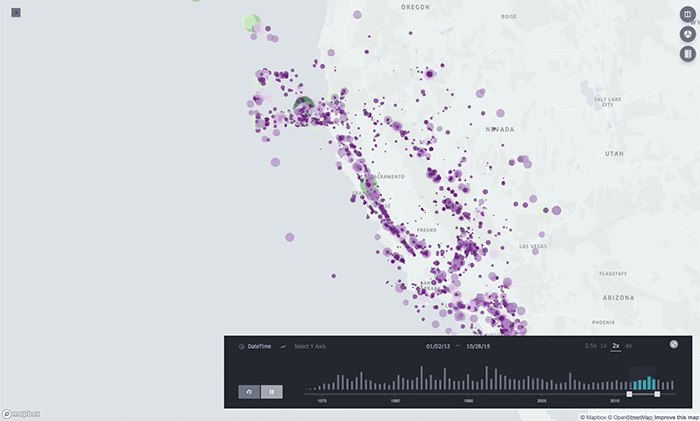 OREGON
BOISE
SALT LAKE
CITY
NEVADA
UTAH
SACRAMENTO
FRESNO
LAS VEGAS
FLAGSTAFF
ARIZONA
PHOENIX
DateTime
Select Y Axis
01/02/12 — 10/28/15
0.5x 1x 2x 4x
1970 1980 1990 2000 2010
mapbox
© Mapbox © OpenStreetMap Improve this map